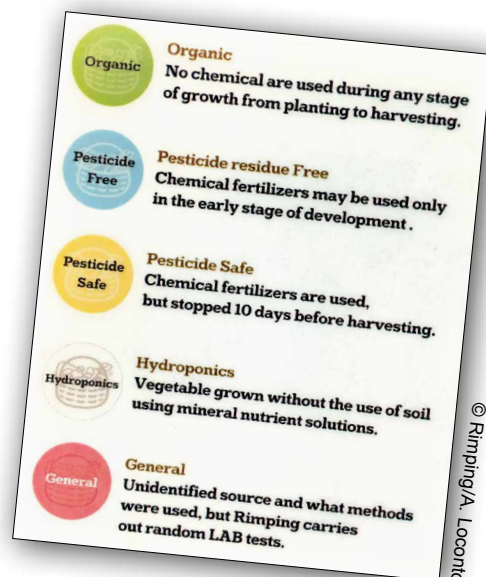 Organic
Organic
No chemical are used during any stage
of growth from planting to harvesting.
Pesticide
Free
Pesticide residue Free
Chemical fertilizers may be used only
in the early stage of development .
Pesticide
Safe
Pesticide Safe
Chemical fertilizers are used,
but stopped 10 days before harvesting.
Hydroponics
Hydroponics
Vegetable grown without the use of soil
using mineral nutrient solutions.
General
General
Unidentified source and what methods
were used, but Rimping carries
out random LAB tests.
© Rimping/A. Loconto